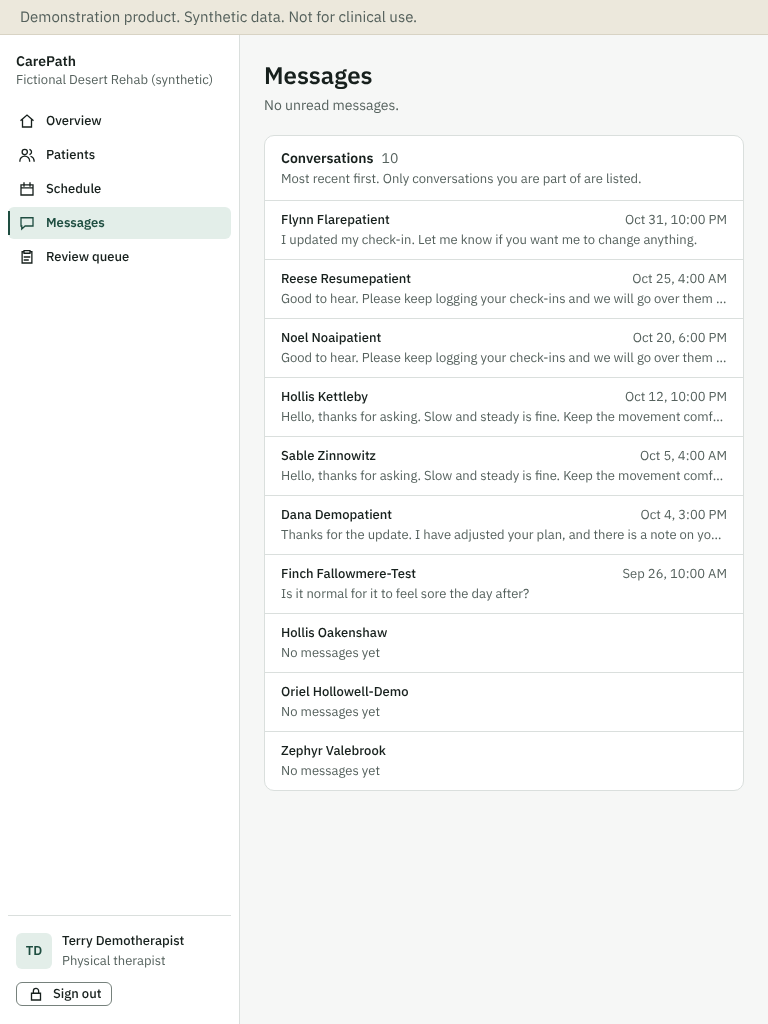 Demonstration product. Synthetic data. Not for clinical use.
CarePath
Fictional Desert Rehab (synthetic)
Overview
Patients
Schedule
Messages
Review queue
Terry Demotherapist
TD
Physical therapist
Sign out
Messages
No unread messages.
Conversations 10
Most recent first. Only conversations you are part of are listed.
Flynn Flarepatient Oct 31, 10:00 PM
I updated my check-in. Let me know if you want me to change anything.
Reese Resumepatient Oct 25, 4:00 AM
Good to hear. Please keep logging your check-ins and we will go over them ...
Noel Noaipatient Oct 20, 6:00 PM
Good to hear. Please keep logging your check-ins and we will go over them ...
Hollis Kettleby Oct 12, 10:00 PM
Hello, thanks for asking. Slow and steady is fine. Keep the movement comf...
Sable Zinnowitz Oct 5, 4:00 AM
Hello, thanks for asking. Slow and steady is fine. Keep the movement comf...
Dana Demopatient Oct 4, 3:00 PM
Thanks for the update. I have adjusted your plan, and there is a note on yo...
Finch Fallowmere-Test Sep 26, 10:00 AM
Is it normal for it to feel sore the day after?
Hollis Oakenshaw
No messages yet
Oriel Hollowell-Demo
No messages yet
Zephyr Valebrook
No messages yet